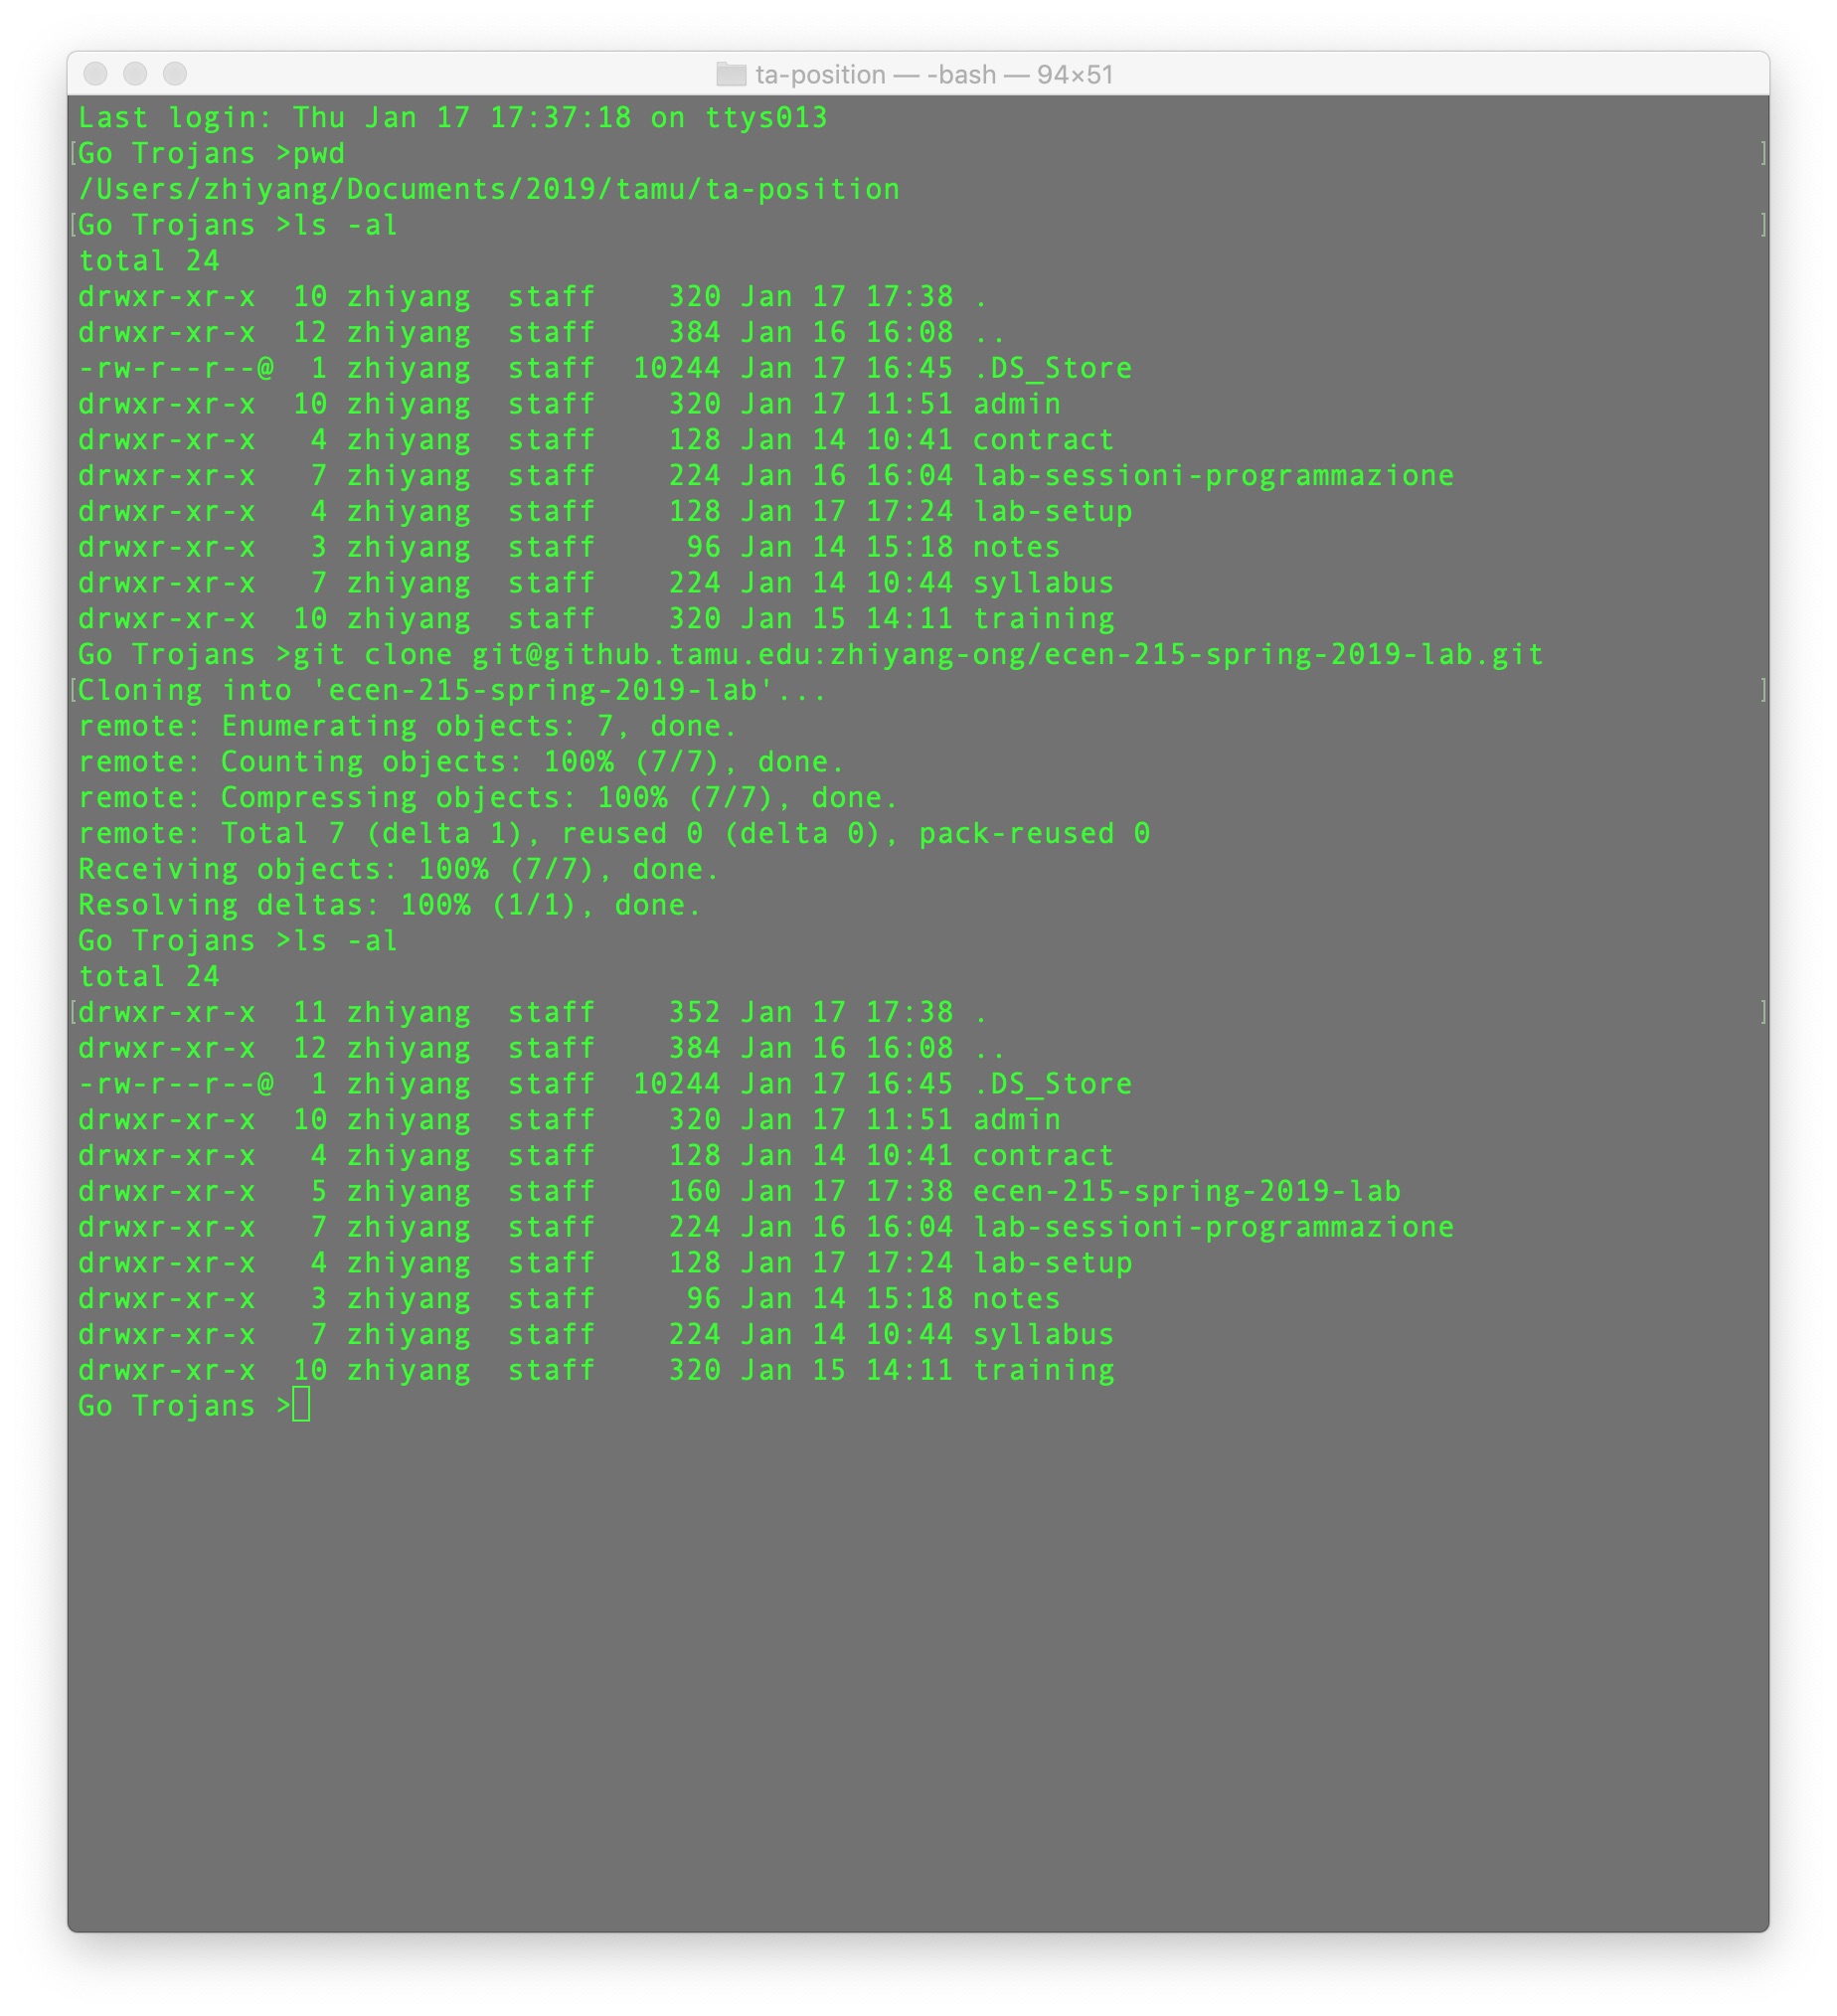 ta-position — -bash — 94×51
Last login: Thu Jan 17 17:37:18 on ttys013
[Go Trojans >pwd ]
/Users/zhiyang/Documents/2019/tamu/ta-position
[Go Trojans >ls -al ]
total 24
drwxr-xr-x  10 zhiyang  staff    320 Jan 17 17:38 .
drwxr-xr-x  12 zhiyang  staff    384 Jan 16 16:08 ..
-rw-r--r--@  1 zhiyang  staff  10244 Jan 17 16:45 .DS_Store
drwxr-xr-x  10 zhiyang  staff    320 Jan 17 11:51 admin
drwxr-xr-x   4 zhiyang  staff    128 Jan 14 10:41 contract
drwxr-xr-x   7 zhiyang  staff    224 Jan 16 16:04 lab-sessioni-programmazione
drwxr-xr-x   4 zhiyang  staff    128 Jan 17 17:24 lab-setup
drwxr-xr-x   3 zhiyang  staff     96 Jan 14 15:18 notes
drwxr-xr-x   7 zhiyang  staff    224 Jan 14 10:44 syllabus
drwxr-xr-x  10 zhiyang  staff    320 Jan 15 14:11 training
Go Trojans >git clone git@github.tamu.edu:zhiyang-ong/ecen-215-spring-2019-lab.git
[Cloning into 'ecen-215-spring-2019-lab'... ]
remote: Enumerating objects: 7, done.
remote: Counting objects: 100% (7/7), done.
remote: Compressing objects: 100% (7/7), done.
remote: Total 7 (delta 1), reused 0 (delta 0), pack-reused 0
Receiving objects: 100% (7/7), done.
Resolving deltas: 100% (1/1), done.
Go Trojans >ls -al
total 24
[drwxr-xr-x  11 zhiyang  staff    352 Jan 17 17:38 . ]
drwxr-xr-x  12 zhiyang  staff    384 Jan 16 16:08 ..
-rw-r--r--@  1 zhiyang  staff  10244 Jan 17 16:45 .DS_Store
drwxr-xr-x  10 zhiyang  staff    320 Jan 17 11:51 admin
drwxr-xr-x   4 zhiyang  staff    128 Jan 14 10:41 contract
drwxr-xr-x   5 zhiyang  staff    160 Jan 17 17:38 ecen-215-spring-2019-lab
drwxr-xr-x   7 zhiyang  staff    224 Jan 16 16:04 lab-sessioni-programmazione
drwxr-xr-x   4 zhiyang  staff    128 Jan 17 17:24 lab-setup
drwxr-xr-x   3 zhiyang  staff     96 Jan 14 15:18 notes
drwxr-xr-x   7 zhiyang  staff    224 Jan 14 10:44 syllabus
drwxr-xr-x  10 zhiyang  staff    320 Jan 15 14:11 training
Go Trojans >